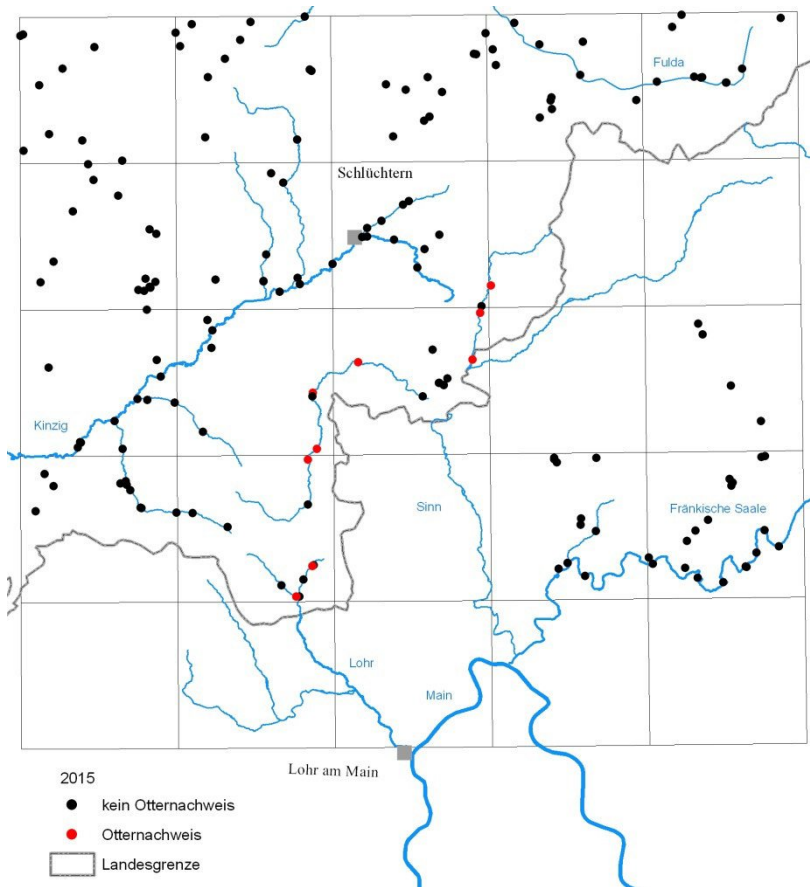 Fulda
Schlüchtern
Kinzig
Sinn
Fränkische Saale
Lohr
Main
Lohr am Main
2015
kein Otternachweis
Otternachweis
Landesgrenze